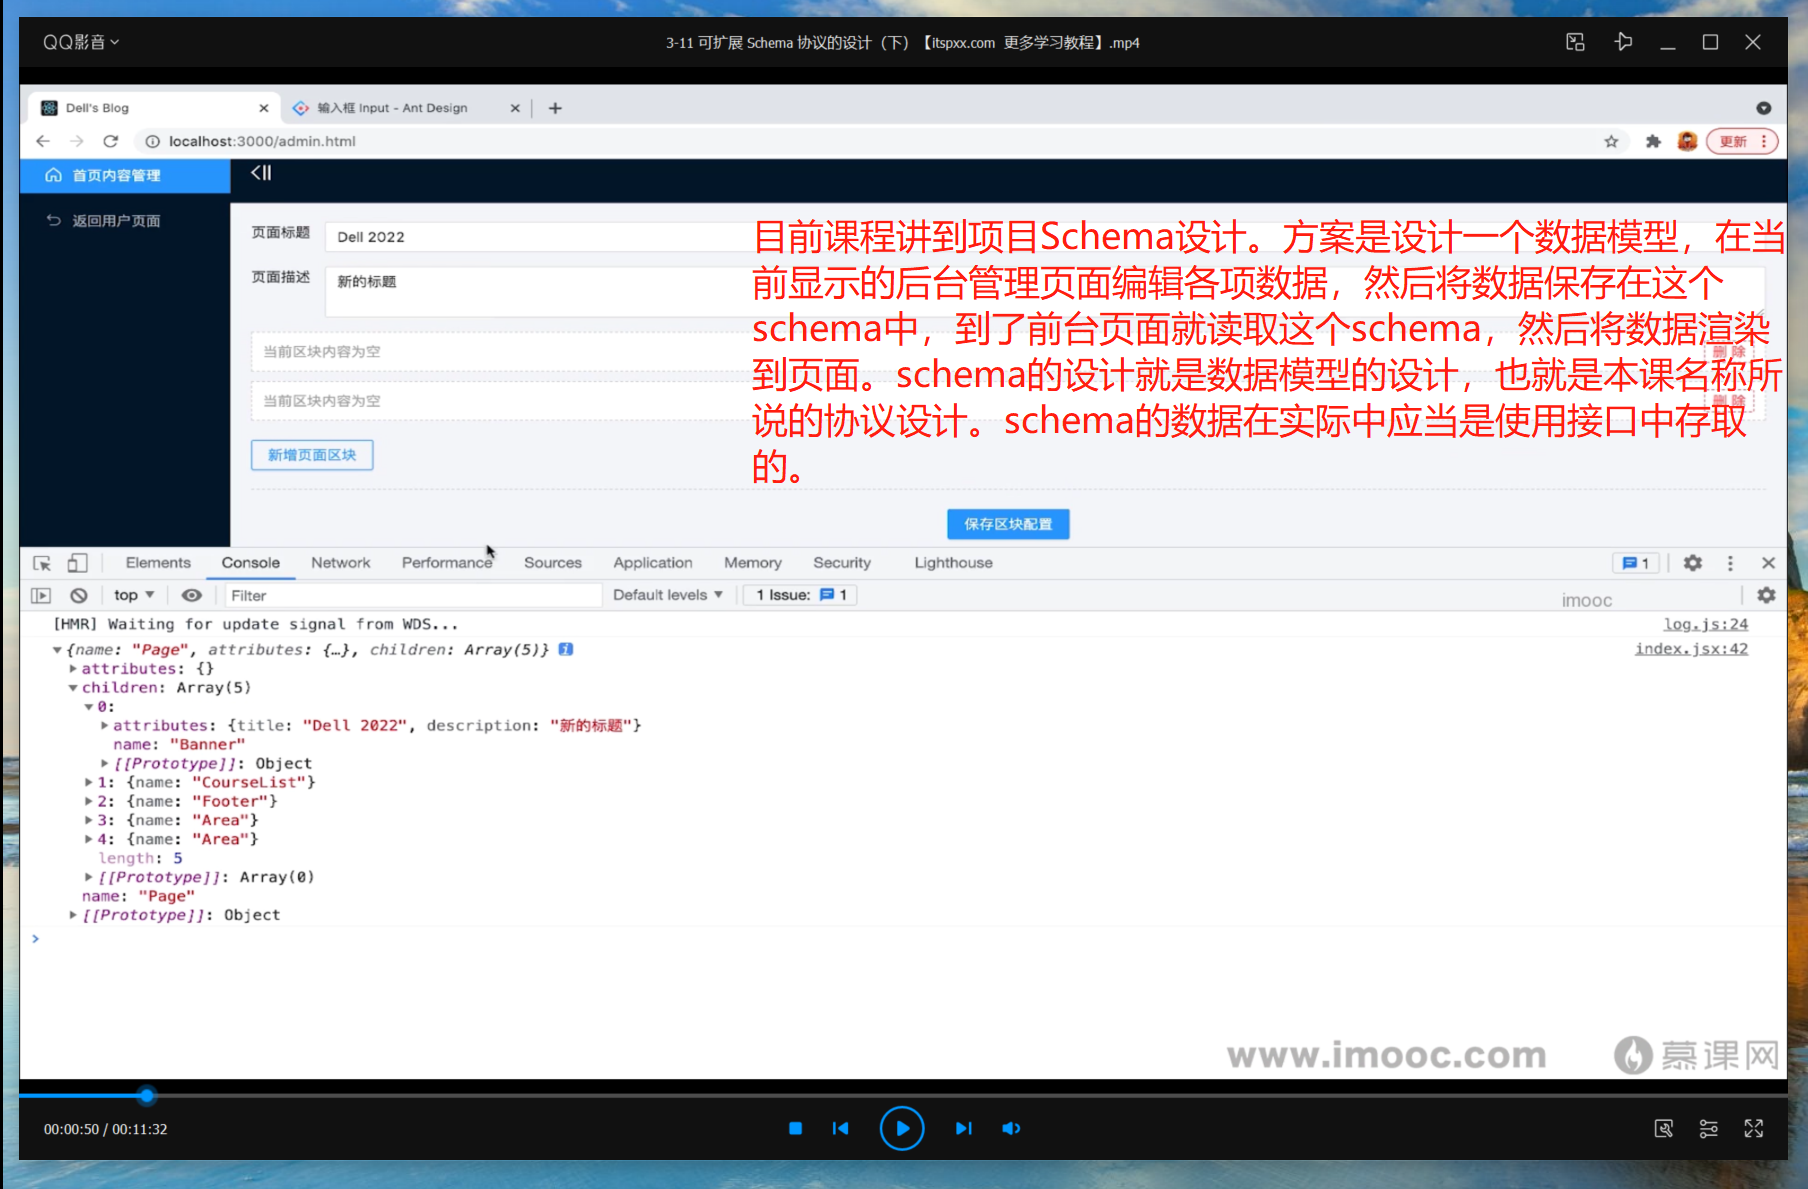 QQ影音
3-11 可扩展 Schema 协议的设计（下）【itspxx.com 更多学习教程】.mp4
Dell's Blog
输入框 Input - Ant Design
localhost:3000/admin.html
更新
首页内容管理
返回用户页面
页面标题
Dell 2022
页面描述
新的标题
当前区块内容为空
删 除
当前区块内容为空
删 除
新增页面区块
保存区块配置
目前课程讲到项目Schema设计。方案是设计一个数据模型，在当
前显示的后台管理页面编辑各项数据，然后将数据保存在这个
schema中，到了前台页面就读取这个schema，然后将数据渲染
到页面。schema的设计就是数据模型的设计，也就是本课名称所
说的协议设计。schema的数据在实际中应当是使用接口中存取
的。
Elements Console Network Performance Sources Application Memory Security Lighthouse 1
top Filter Default levels 1 Issue: 1
imooc
[HMR] Waiting for update signal from WDS... log.js:24
{name: "Page", attributes: {…}, children: Array(5)} index.jsx:42
attributes: {}
children: Array(5)
0:
attributes: {title: "Dell 2022", description: "新的标题"}
name: "Banner"
[[Prototype]]: Object
1: {name: "CourseList"}
2: {name: "Footer"}
3: {name: "Area"}
4: {name: "Area"}
length: 5
[[Prototype]]: Array(0)
name: "Page"
[[Prototype]]: Object
www.imooc.com 慕课网
00:00:50 / 00:11:32